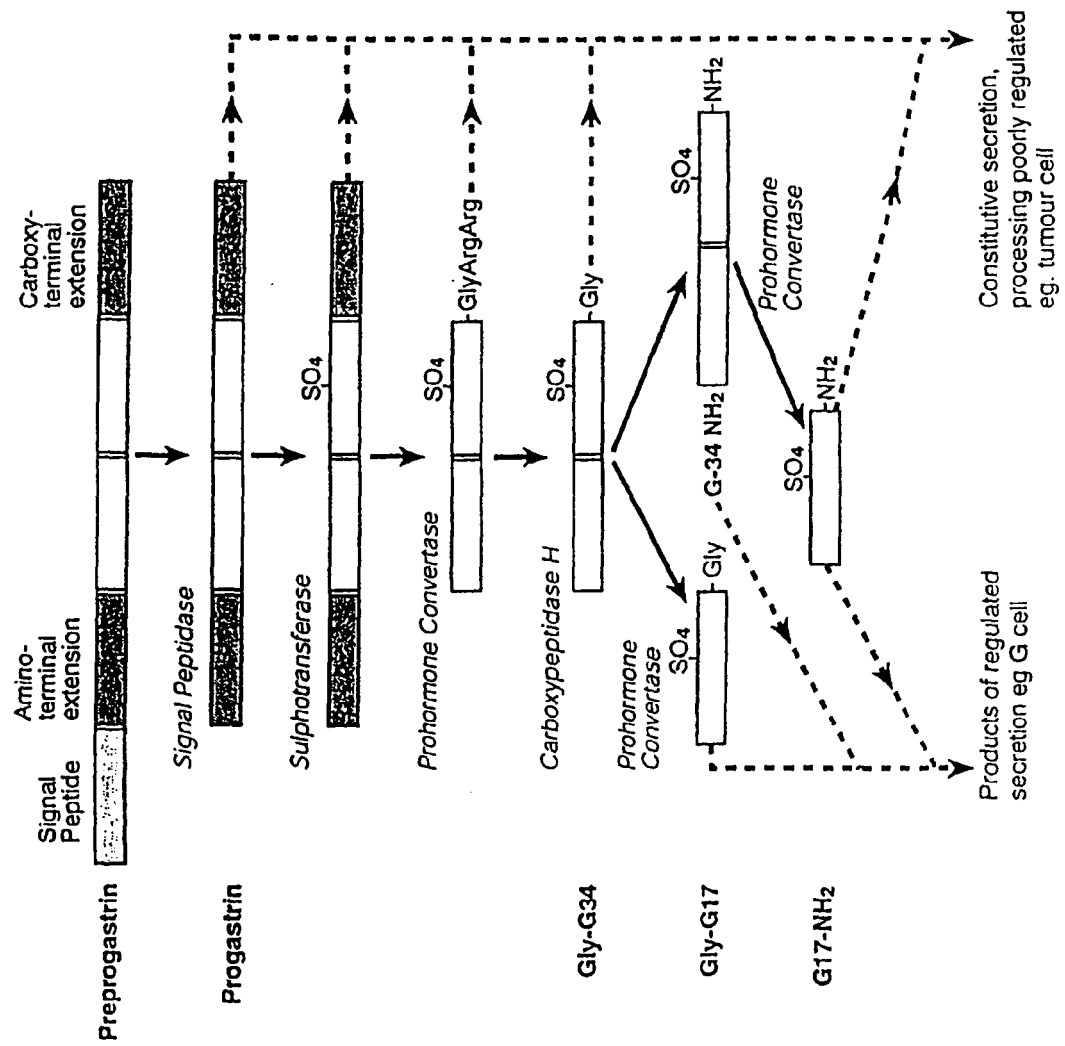 Signal
Peptide
Amino-
terminal
extension
Carboxy-
terminal
extension
Preprogastrin
Signal Peptidase
Progastrin
Sulphotransferase
SO4
Prohormone Convertase
SO4
GlyArgArg
Carboxypeptidase H
SO4
Gly-G34
Gly
Prohormone
Convertase
SO4
Gly-G17
Gly
G-34 NH2
SO4
NH2
Prohormone
Convertase
SO4
G17-NH2
NH2
Products of regulated
secretion eg G cell
Constitutive secretion,
processing poorly regulated
eg. tumour cell